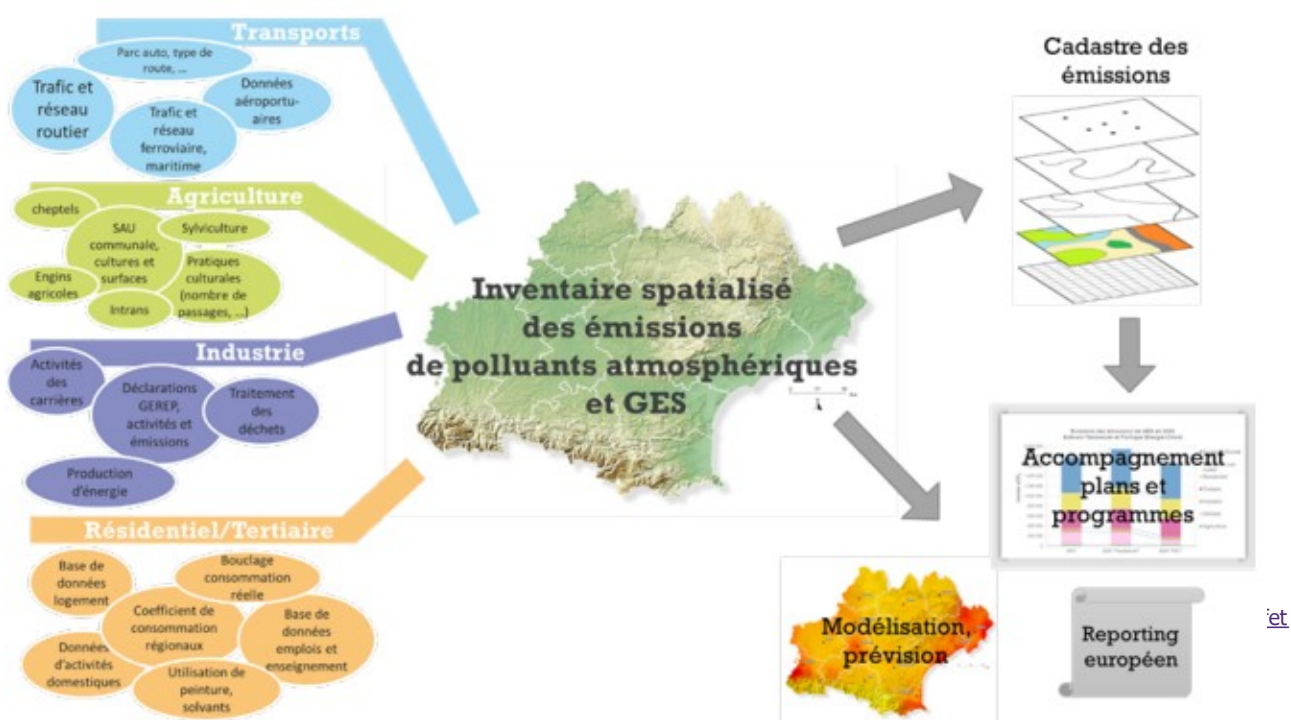 Transports
Parc auto, type de
route, ...
Trafic et
réseau
routier
Données
aéroportu-
aires
Trafic et
réseau
ferroviaire,
maritime
Agriculture
cheptels
SAU
communale,
cultures et
surfaces
Sylviculture
Engins
agricoles
Pratiques
culturales
(nombre de
passages, ...)
Intrans
Industrie
Activités
des
carrières
Déclarations
GEREP,
activités et
émissions
Traitement
des
déchets
Production
d'énergie
Résidentiel/Tertiaire
Base de
données
logement
Bouclage
consommation
réelle
Coefficient de
consommation
régionaux
Base de
données
emplois et
enseignement
Données
d'activités
domestiques
Utilisation de
peinture,
solvants
Inventaire spatialisé
des émissions
de polluants atmosphériques
et GES
Cadastre des
émissions
Accompagnement
plans et
programmes
Modélisation,
prévision
Reporting
européen
et